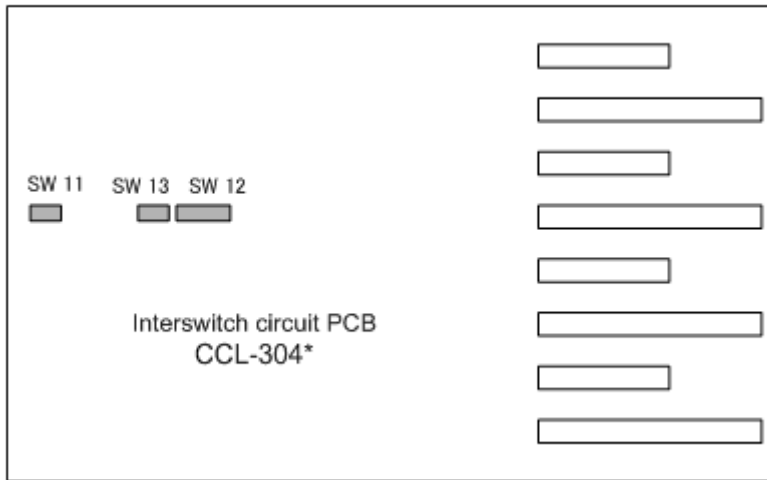 SW 11
SW 13
SW 12
Interswitch circuit PCB
CCL-304*